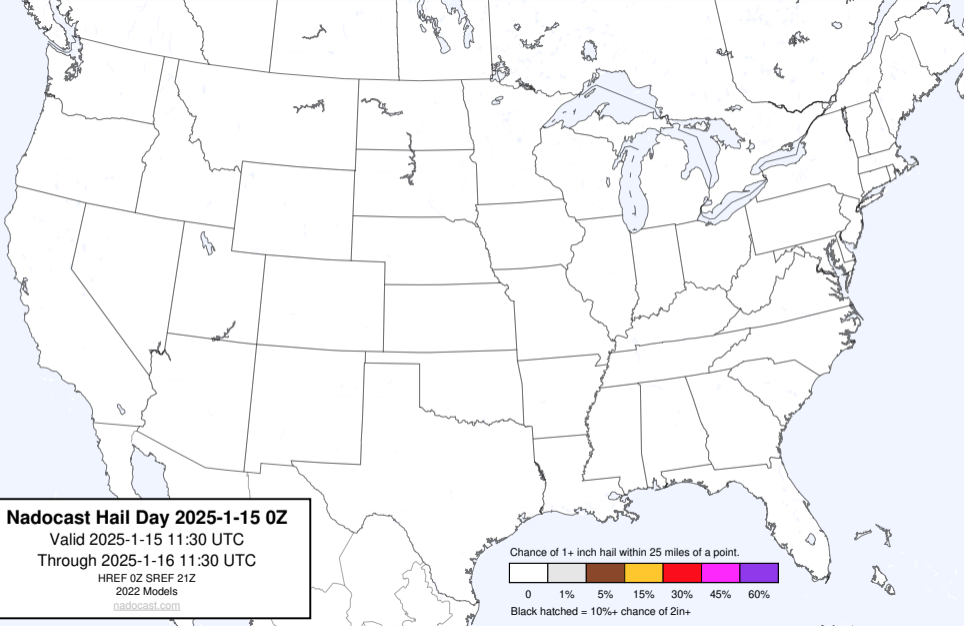 Nadocast Hail Day 2025-1-15 0Z
Valid 2025-1-15 11:30 UTC
Through 2025-1-16 11:30 UTC
HREF 0Z SREF 21Z
2022 Models
nadocast.com
Chance of 1+ inch hail within 25 miles of a point.
0 1% 5% 15% 30% 45% 60%
Black hatched = 10%+ chance of 2in+